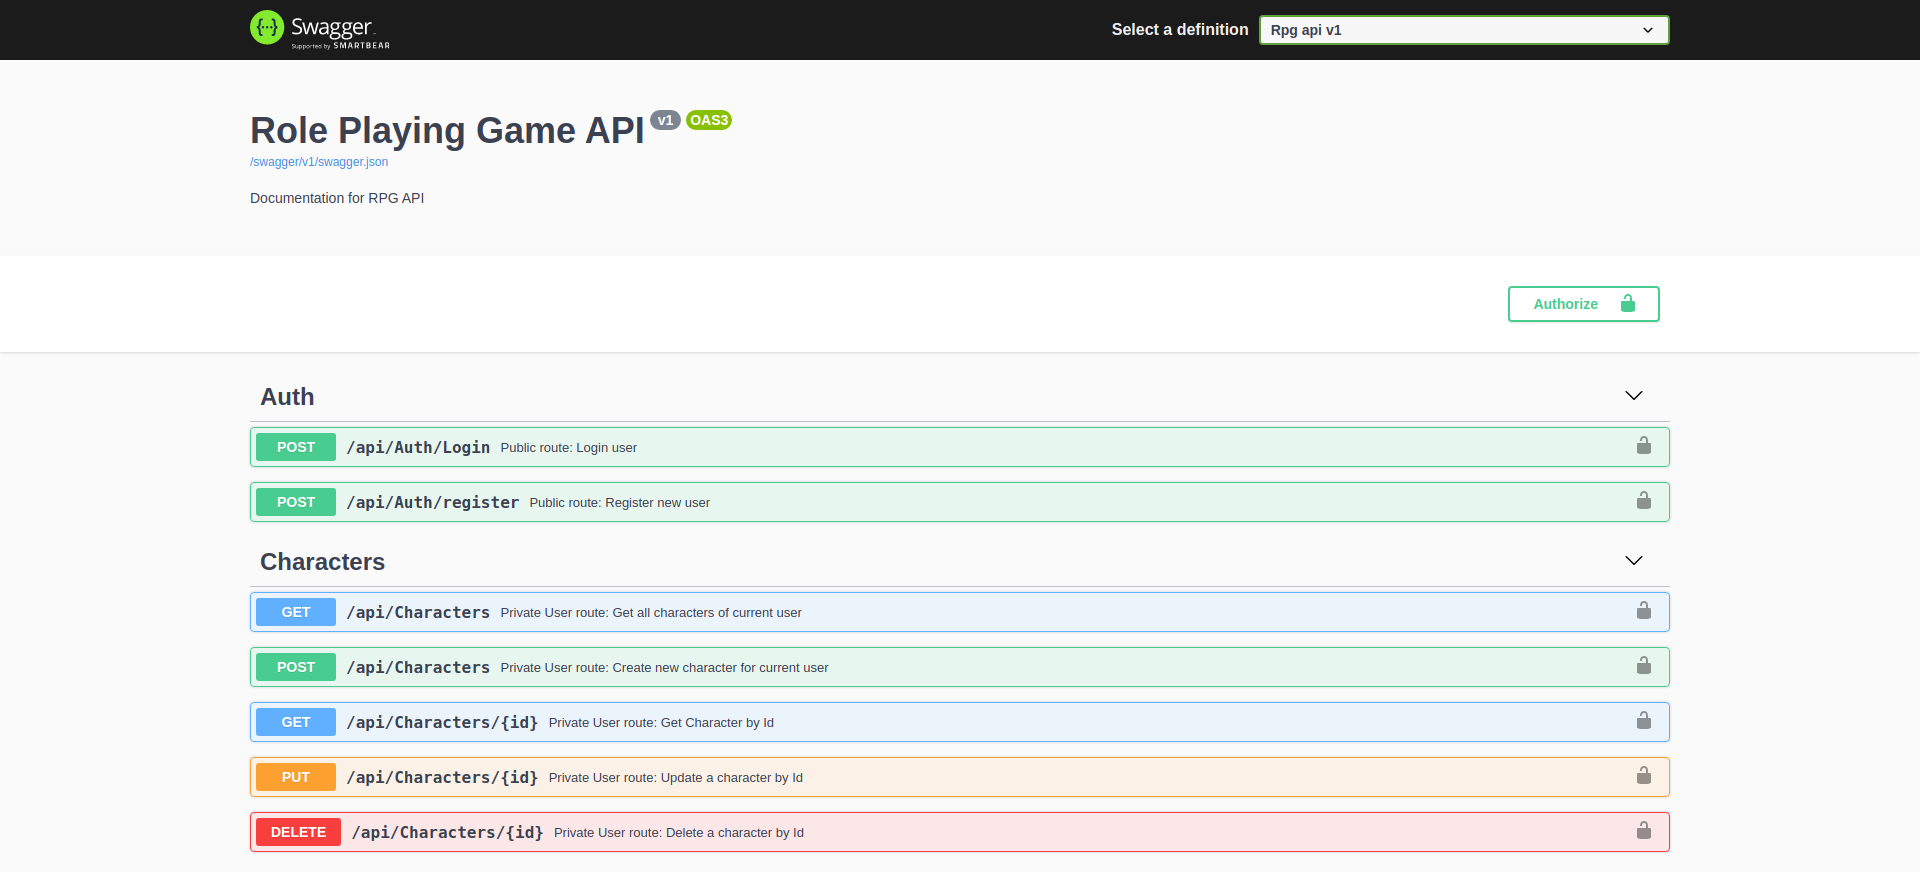 {...} Swagger
Supported by SMARTBEAR
Select a definition
Rpg api v1
Role Playing Game API v1 OAS3
/swagger/v1/swagger.json
Documentation for RPG API
Authorize
Auth
POST /api/Auth/Login Public route: Login user
POST /api/Auth/register Public route: Register new user
Characters
GET /api/Characters Private User route: Get all characters of current user
POST /api/Characters Private User route: Create new character for current user
GET /api/Characters/{id} Private User route: Get Character by Id
PUT /api/Characters/{id} Private User route: Update a character by Id
DELETE /api/Characters/{id} Private User route: Delete a character by Id